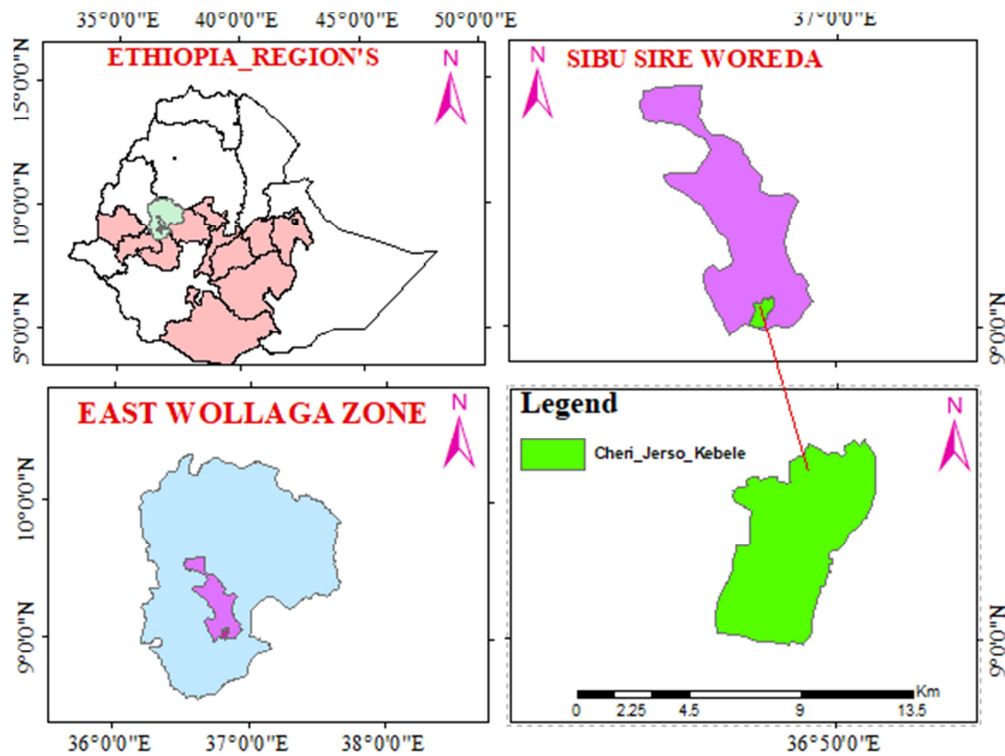 35°0'0"E 40°0'0"E 45°0'0"E 50°0'0"E 37°0'0"E
ETHIOPIA_REGION'S
N
15°0'0"N
10°0'0"N
5°0'0"N
SIBU SIRE WOREDA
N
9°0'0"N
EAST WOLLAGA ZONE
N
10°0'0"N
9°0'0"N
36°0'0"E 37°0'0"E 38°0'0"E
Legend
N
Cheri_Jerso_Kebele
9°0'0"N
Km
0 2.25 4.5 9 13.5
36°50'0"E